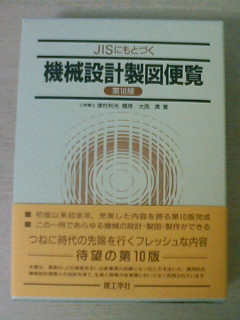 JISにもとづく
機械設計製図便覧
第10版
工学博士 津村利光 閲序／大西 清 著
■ 初版以来40余年，充実した内容を誇る第10版完成
■ この一冊であらゆる機械の設計・製図・製作ができる
つねに時代の先端を行くフレッシュな内容
待望の第10版
理工学社